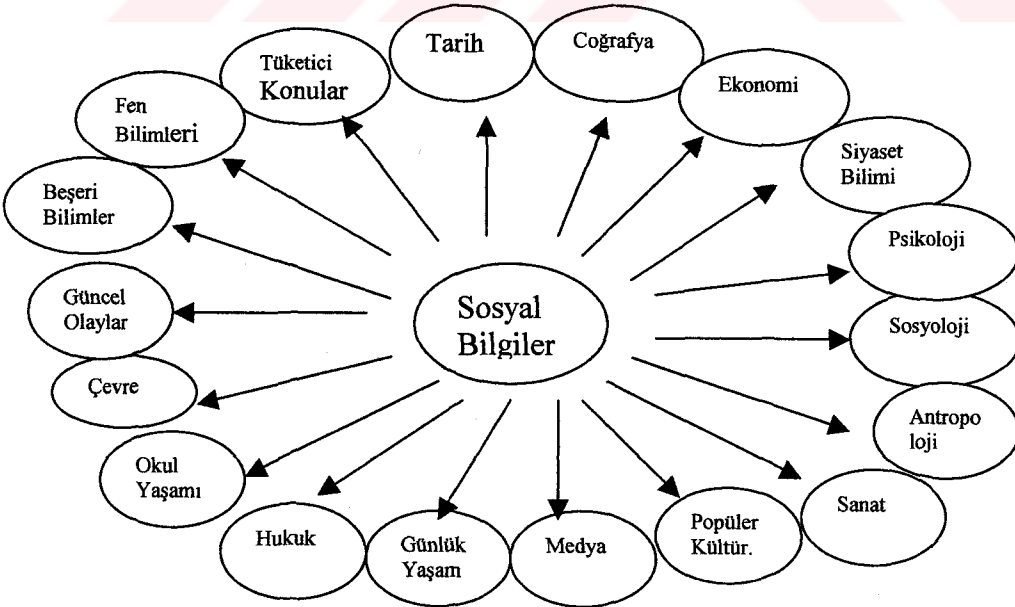 Tarih
Coğrafya
Ekonomi
Siyaset
Bilimi
Psikoloji
Sosyoloji
Antropo
loji
Sanat
Popüler
Kültür.
Medya
Günlük
Yaşam
Hukuk
Okul
Yaşamı
Çevre
Güncel
Olaylar
Beşeri
Bilimler
Fen
Bilimleri
Tüketici
Konular
Sosyal
Bilgiler